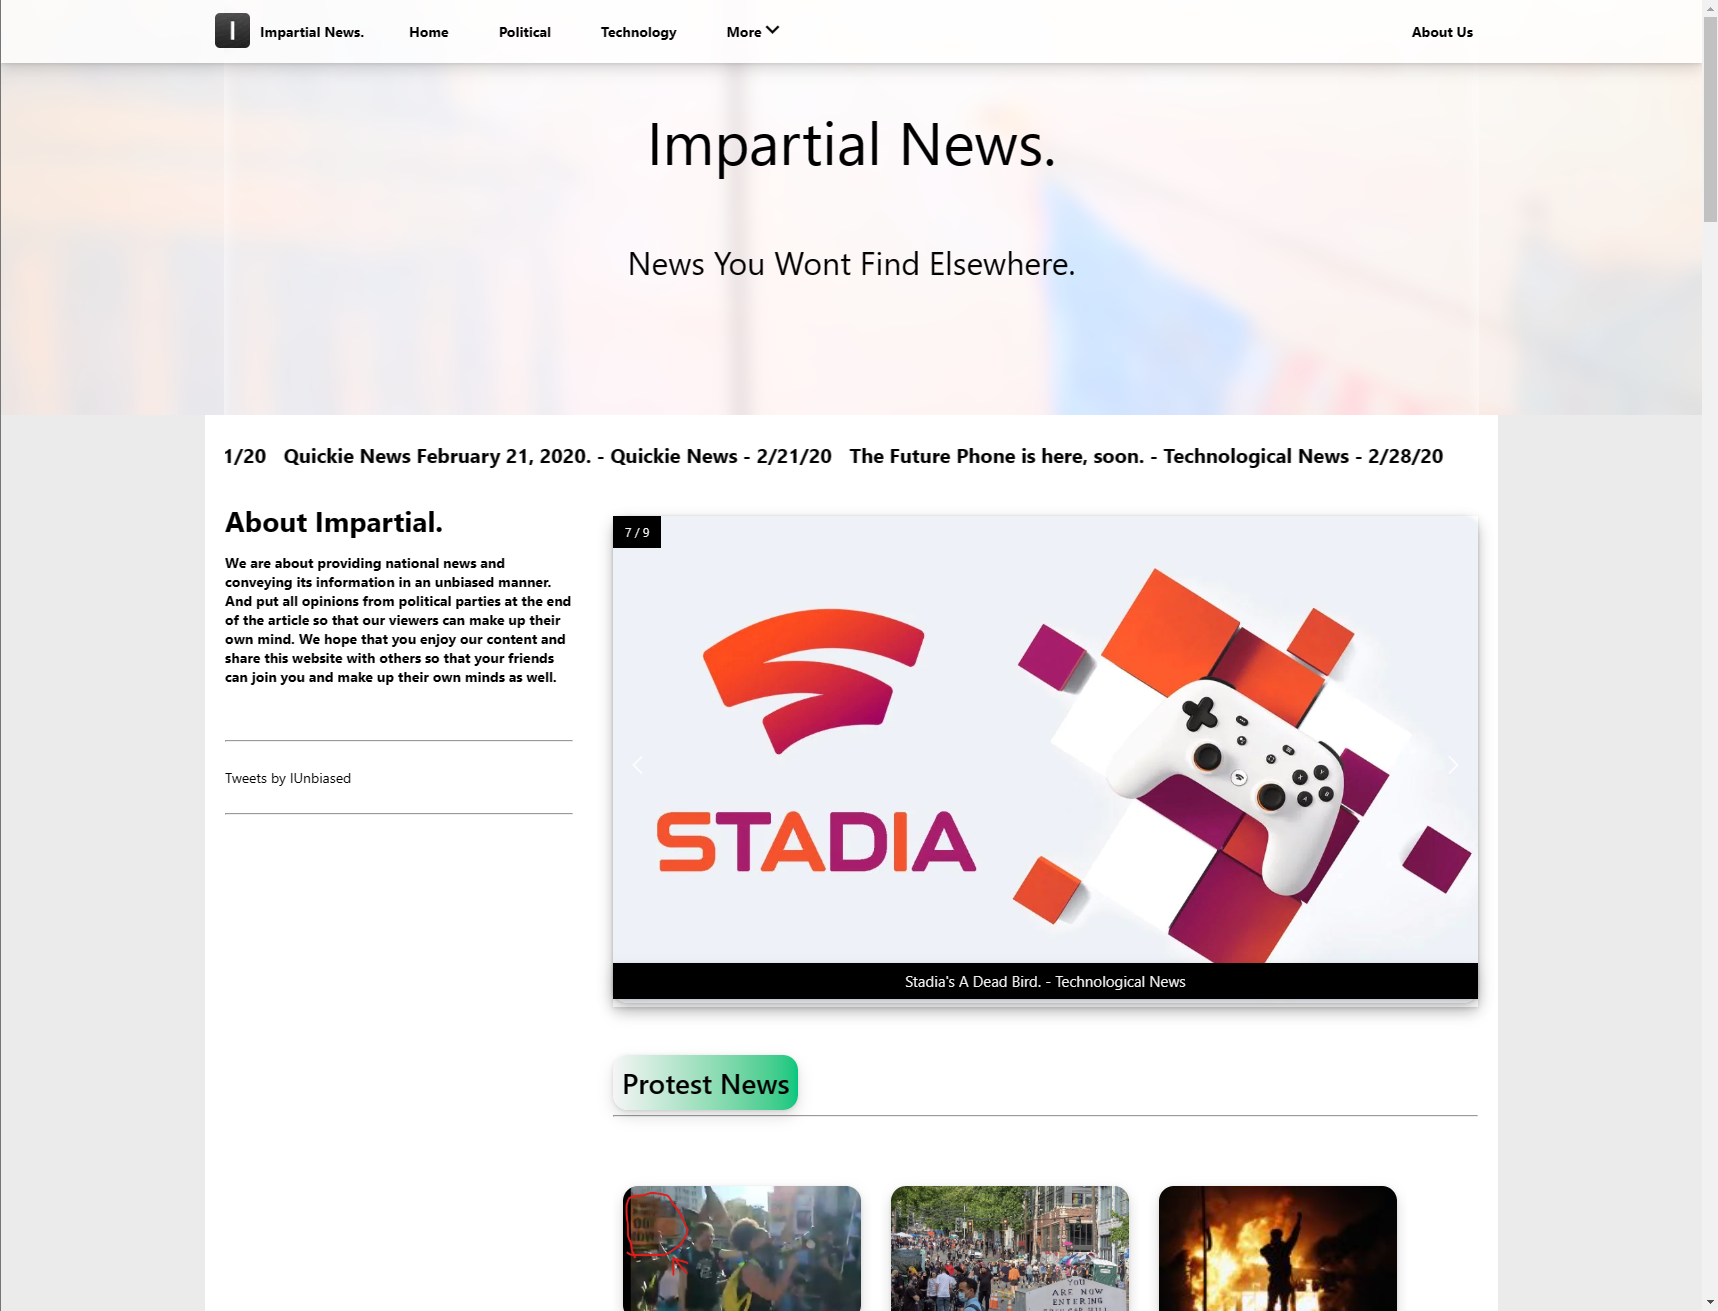 I Impartial News. Home Political Technology More About Us
Impartial News.
News You Wont Find Elsewhere.
1/20 Quickie News February 21, 2020. - Quickie News - 2/21/20 The Future Phone is here, soon. - Technological News - 2/28/20
About Impartial.
We are about providing national news and
conveying its information in an unbiased manner.
And put all opinions from political parties at the end
of the article so that our viewers can make up their
own mind. We hope that you enjoy our content and
share this website with others so that your friends
can join you and make up their own minds as well.
Tweets by IUnbiased
7 / 9
STADIA
Stadia's A Dead Bird. - Technological News
Protest News
YOU
ARE NOW
ENTERING